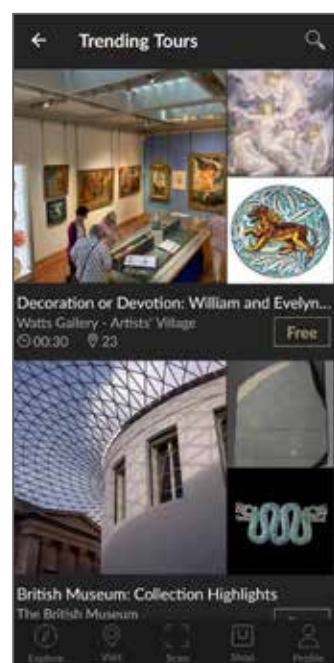 Trending Tours
Decoration or Devotion: William and Evelyn...
Watts Gallery - Artists' Village
00:30 23
Free
British Museum: Collection Highlights
The British Museum
Explore Visit Scan Shop Profile